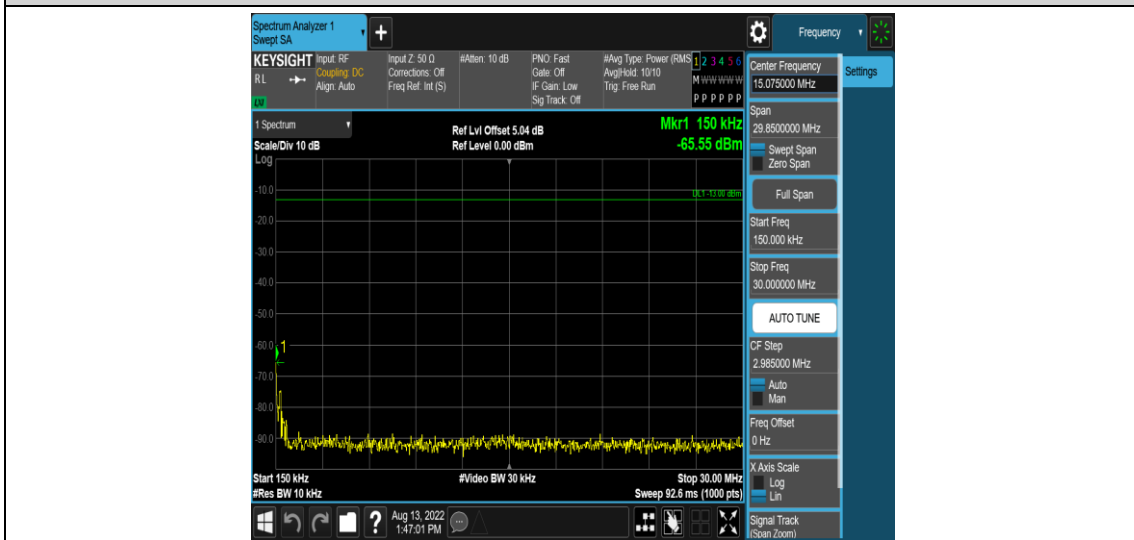 Spectrum Analyzer 1
Swept SA
Frequency
KEYSIGHT
RL
LXI
Input: RF
Coupling: DC
Align: Auto
Input Z: 50 Ω
Corrections: Off
Freq Ref: Int (S)
#Atten: 10 dB
PNO: Fast
Gate: Off
IF Gain: Low
Sig Track: Off
#Avg Type: Power (RMS
Avg|Hold: 10/10
Trig: Free Run
1 2 3 4 5 6
M W W W W W
P P P P P P
1 Spectrum
Scale/Div 10 dB
Log
Ref Lvl Offset 5.04 dB
Ref Level 0.00 dBm
Mkr1 150 kHz
-65.55 dBm
DL1 -13.00 dBm
-10.0
-20.0
-30.0
-40.0
-50.0
-60.0
1
-70.0
-80.0
-90.0
Start 150 kHz
#Res BW 10 kHz
#Video BW 30 kHz
Stop 30.00 MHz
Sweep 92.6 ms (1000 pts)
Aug 13, 2022
1:47:01 PM
Settings
Center Frequency
15.075000 MHz
Span
29.8500000 MHz
Swept Span
Zero Span
Full Span
Start Freq
150.000 kHz
Stop Freq
30.000000 MHz
AUTO TUNE
CF Step
2.985000 MHz
Auto
Man
Freq Offset
0 Hz
X Axis Scale
Log
Lin
Signal Track
(Span Zoom)